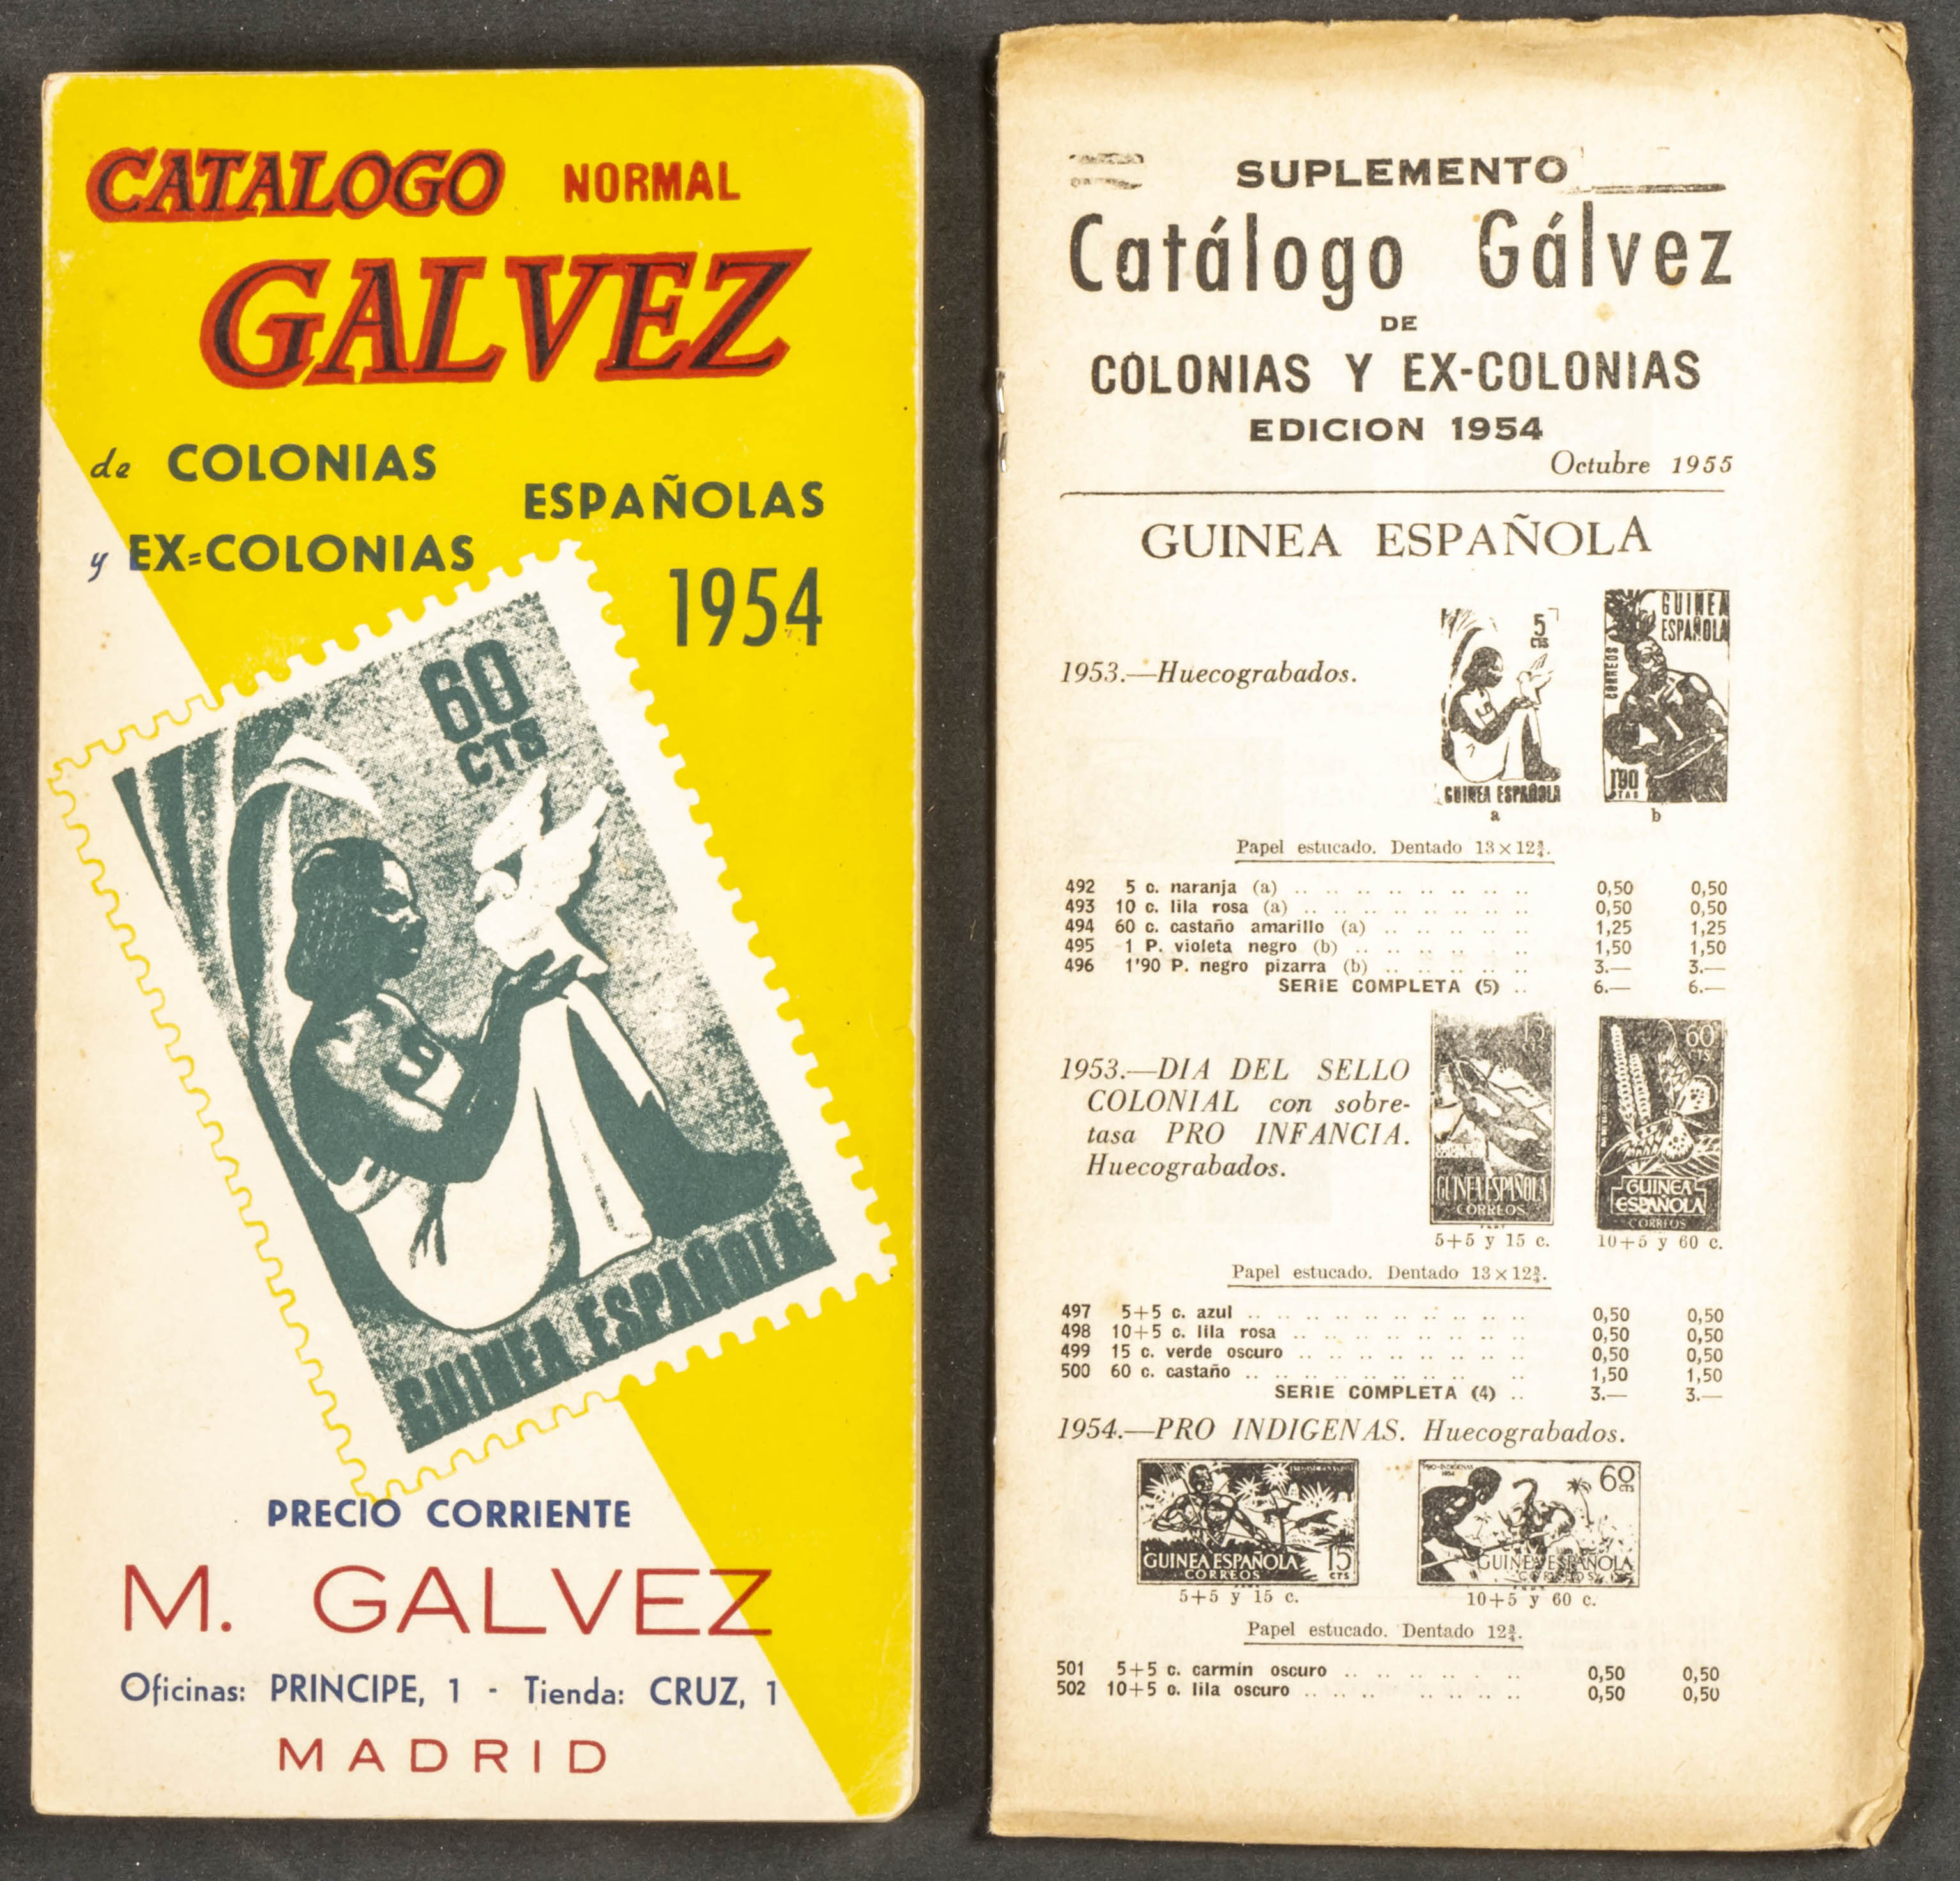 CATALOGO NORMAL
GALVEZ
de COLONIAS
ESPAÑOLAS
y EX=COLONIAS
1954
60
CTS
GUINEA ESPAÑOLA
PRECIO CORRIENTE
M. GALVEZ
Oficinas: PRINCIPE, 1 - Tienda: CRUZ, 1
MADRID
SUPLEMENTO
Catálogo Gálvez
DE
COLONIAS Y EX-COLONIAS
EDICION 1954
Octubre 1955
GUINEA ESPAÑOLA
1953.—Huecograbados.
5
cts
GUINEA ESPAÑOLA
a
GUINEA
ESPAÑOLA
CORREOS
1'90
PTAS
b
Papel estucado. Dentado 13×12¾.
492 5 c. naranja (a) .. .. .. .. .. .. .. .. 0,50 0,50
493 10 c. lila rosa (a) .. .. .. .. .. .. .. .. 0,50 0,50
494 60 c. castaño amarillo (a) .. .. .. .. .. 1,25 1,25
495 1 P. violeta negro (b) .. .. .. .. .. .. 1,50 1,50
496 1'90 P. negro pizarra (b) .. .. .. .. .. 3.— 3.—
SERIE COMPLETA (5) .. 6.— 6.—
1953.—DIA DEL SELLO
COLONIAL con sobre-
tasa PRO INFANCIA.
Huecograbados.
15
GUINEA ESPAÑOLA
CORREOS
5+5 y 15 c.
60
CTS
GUINEA
ESPAÑOLA
CORREOS
10+5 y 60 c.
Papel estucado. Dentado 13×12¾.
497 5+5 c. azul .. .. .. .. .. .. .. .. .. 0,50 0,50
498 10+5 c. lila rosa .. .. .. .. .. .. .. .. 0,50 0,50
499 15 c. verde oscuro .. .. .. .. .. .. .. .. 0,50 0,50
500 60 c. castaño .. .. .. .. .. .. .. .. .. 1,50 1,50
SERIE COMPLETA (4) .. 3.— 3.—
1954.—PRO INDIGENAS. Huecograbados.
GUINEA ESPAÑOLA 15
CORREOS CTS
5+5 y 15 c.
PRO-INDIGENAS
1954
60
CTS
GUINEA ESPAÑOLA
CORREOS
10+5 y 60 c.
Papel estucado. Dentado 12¾.
501 5+5 c. carmín oscuro .. .. .. .. .. .. 0,50 0,50
502 10+5 c. lila oscuro .. .. .. .. .. .. 0,50 0,50